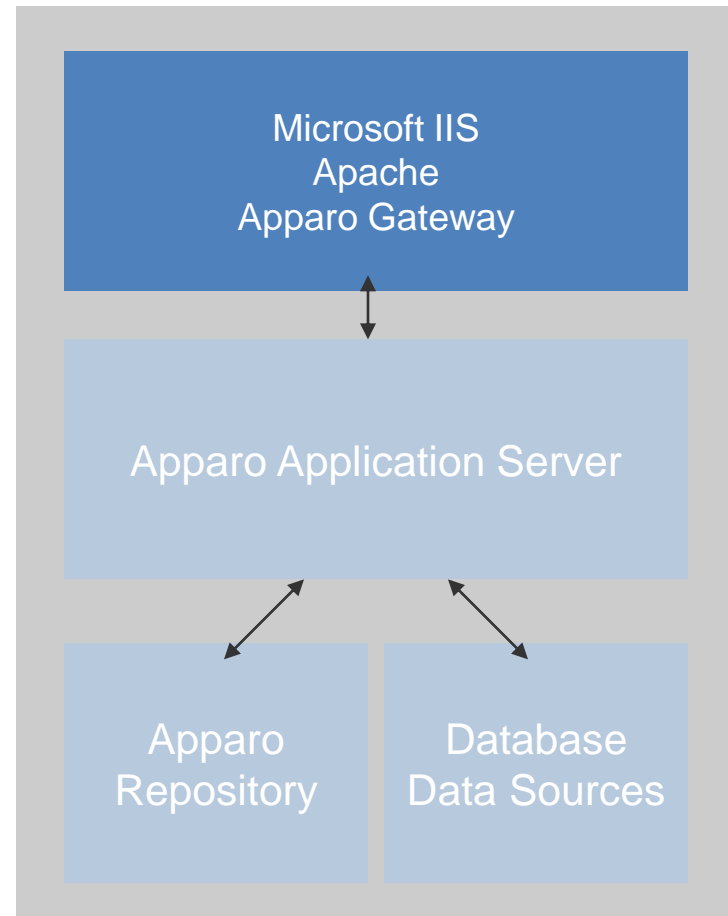 Microsoft IIS
Apache
Apparo Gateway
Apparo Application Server
Apparo
Repository
Database
Data Sources